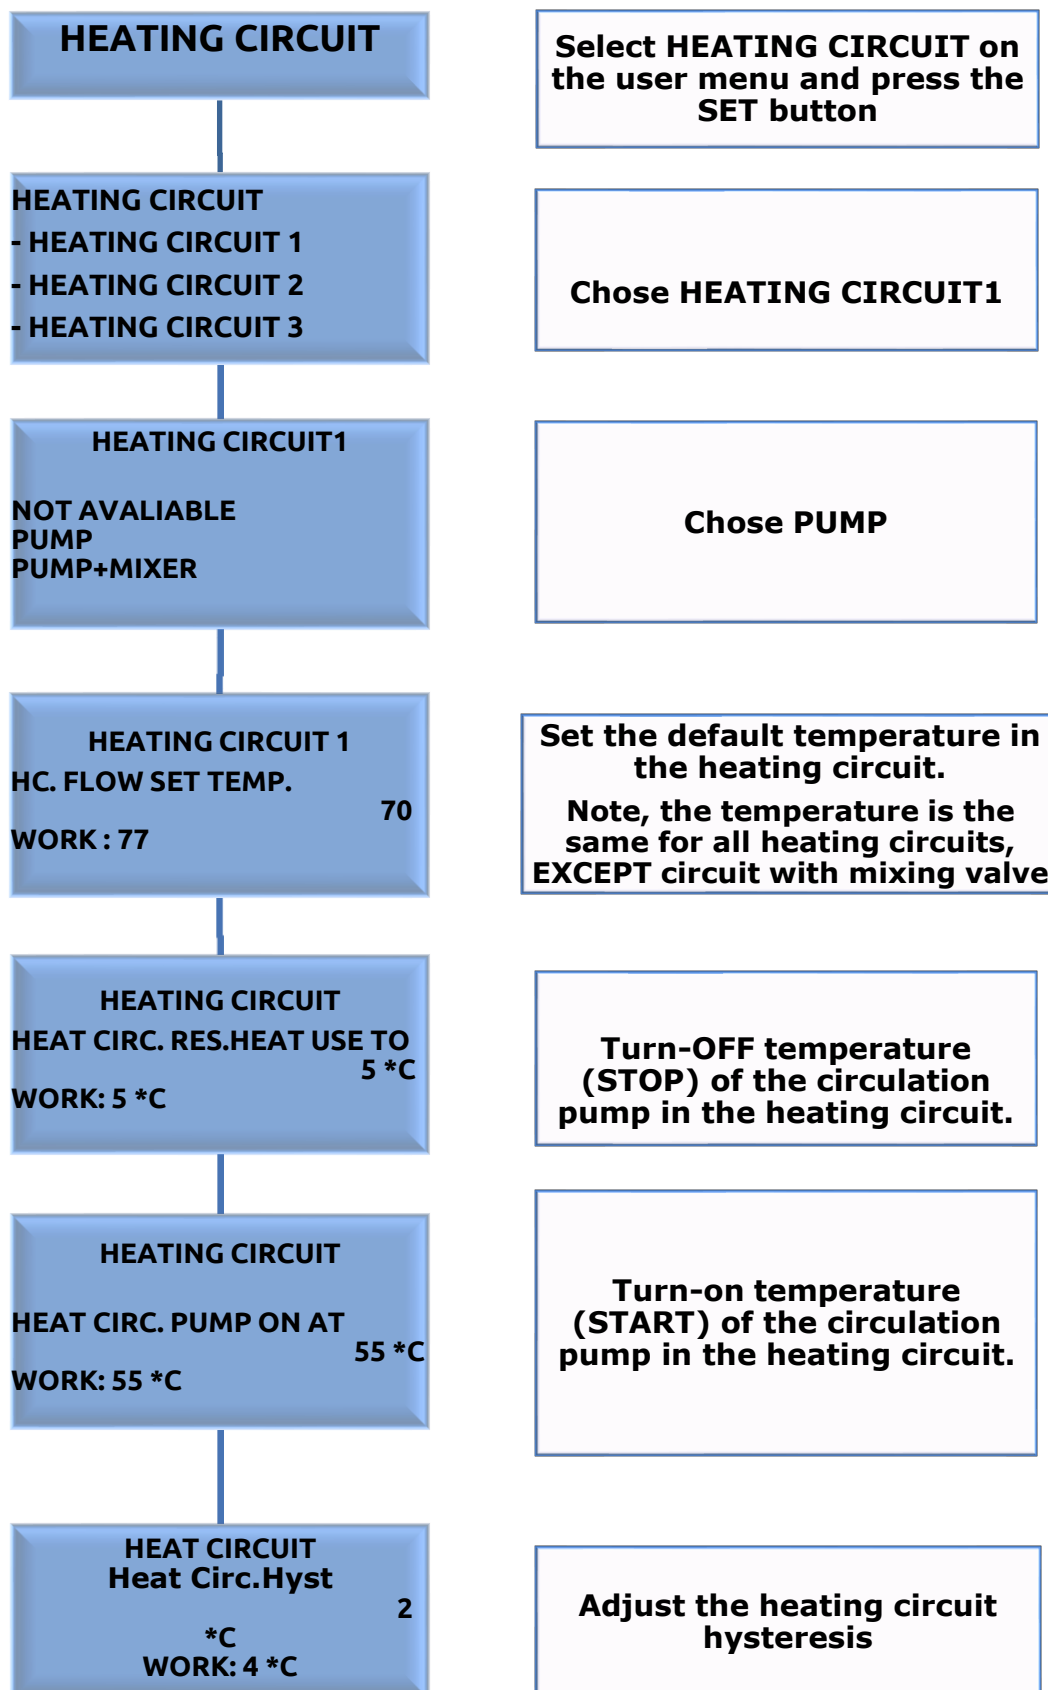 HEATING CIRCUIT
Select HEATING CIRCUIT on
the user menu and press the
SET button
HEATING CIRCUIT
- HEATING CIRCUIT 1
- HEATING CIRCUIT 2
- HEATING CIRCUIT 3
Chose HEATING CIRCUIT1
HEATING CIRCUIT1
NOT AVALIABLE
PUMP
PUMP+MIXER
Chose PUMP
HEATING CIRCUIT 1
HC. FLOW SET TEMP.
70
WORK : 77
Set the default temperature in
the heating circuit.
Note, the temperature is the
same for all heating circuits,
EXCEPT circuit with mixing valve
HEATING CIRCUIT
HEAT CIRC. RES.HEAT USE TO
5 *C
WORK: 5 *C
Turn-OFF temperature
(STOP) of the circulation
pump in the heating circuit.
HEATING CIRCUIT
HEAT CIRC. PUMP ON AT
55 *C
WORK: 55 *C
Turn-on temperature
(START) of the circulation
pump in the heating circuit.
HEAT CIRCUIT
Heat Circ.Hyst
2
*C
WORK: 4 *C
Adjust the heating circuit
hysteresis